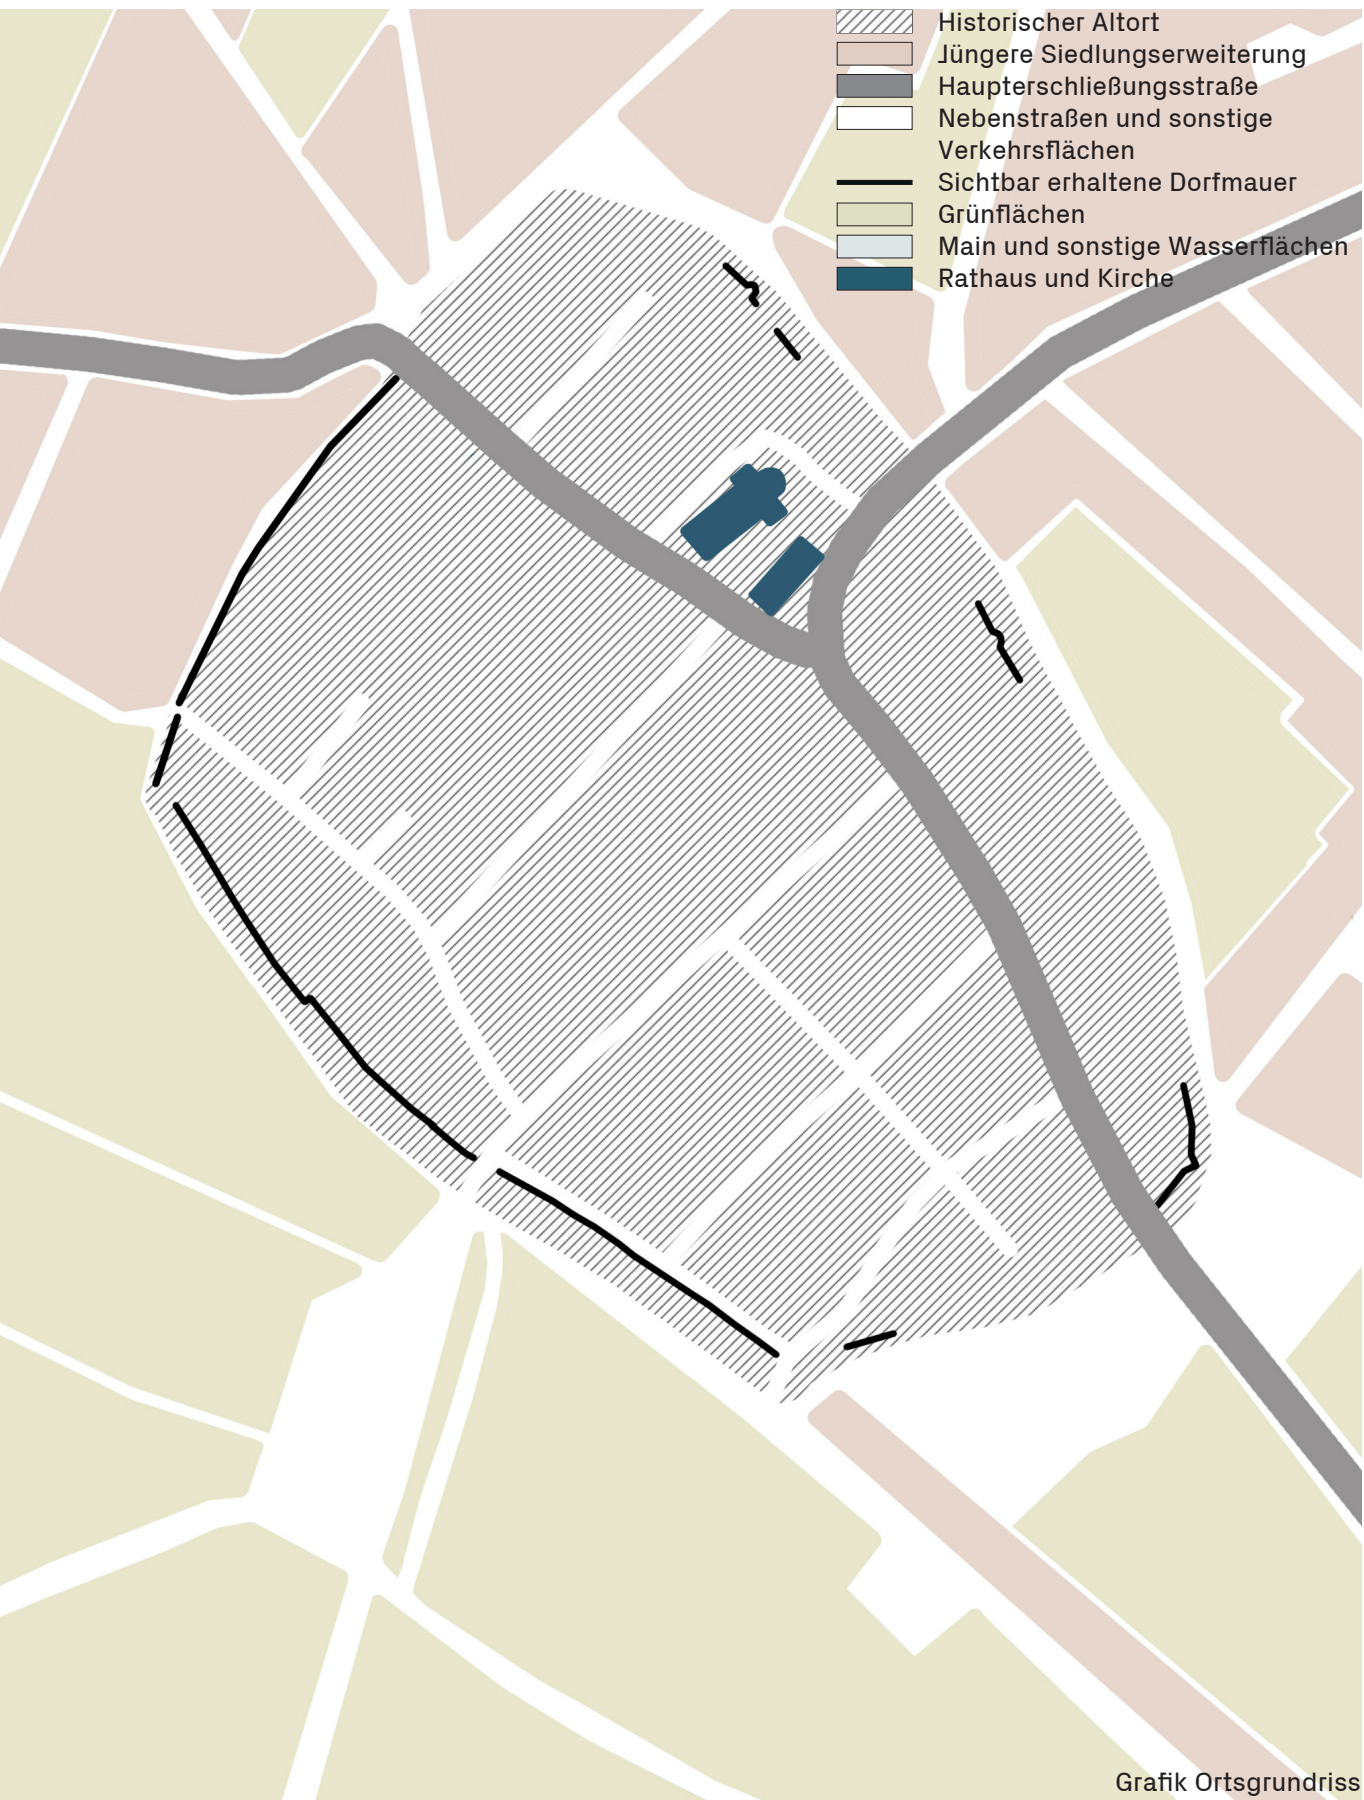 Historischer Altort
Jüngere Siedlungserweiterung
Haupterschließungsstraße
Nebenstraßen und sonstige
Verkehrsflächen
Sichtbar erhaltene Dorfmauer
Grünflächen
Main und sonstige Wasserflächen
Rathaus und Kirche
Grafik Ortsgrundriss